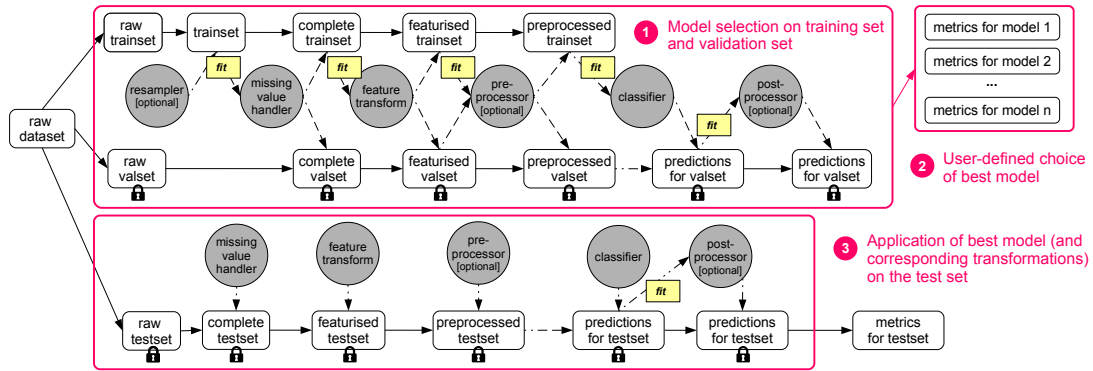 raw
trainset
trainset
complete
trainset
featurised
trainset
preprocessed
trainset
1 Model selection on training set
and validation set
metrics for model 1
metrics for model 2
...
metrics for model n
fit
fit
fit
fit
resampler
[optional]
missing
value
handler
feature
transform
pre-
processor
[optional]
classifier
post-
processor
[optional]
fit
raw
dataset
raw
valset
complete
valset
featurised
valset
preprocessed
valset
predictions
for valset
predictions
for valset
2 User-defined choice
of best model
missing
value
handler
feature
transform
pre-
processor
[optional]
classifier
post-
processor
[optional]
fit
3 Application of best model (and
corresponding transformations)
on the test set
raw
testset
complete
testset
featurised
testset
preprocessed
testset
predictions
for testset
predictions
for testset
metrics
for testset